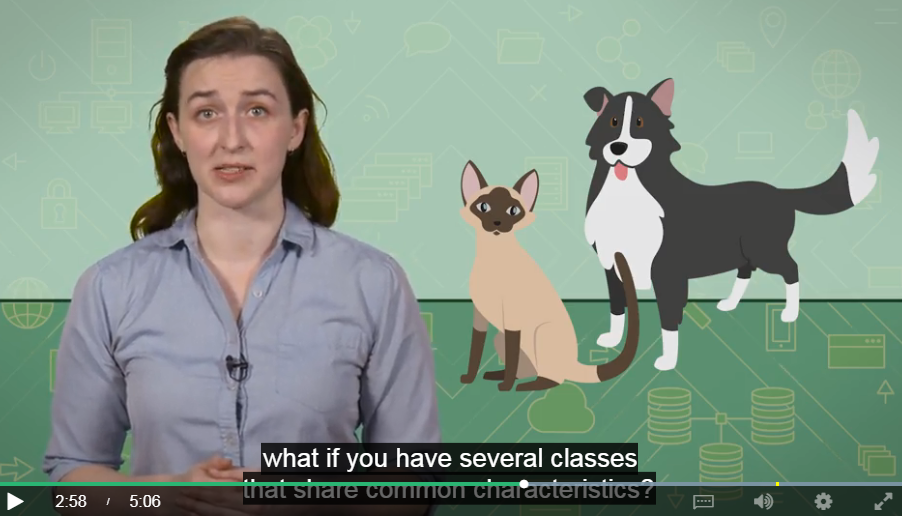 what if you have several classes
that share common characteristics?
2:58 / 5:06